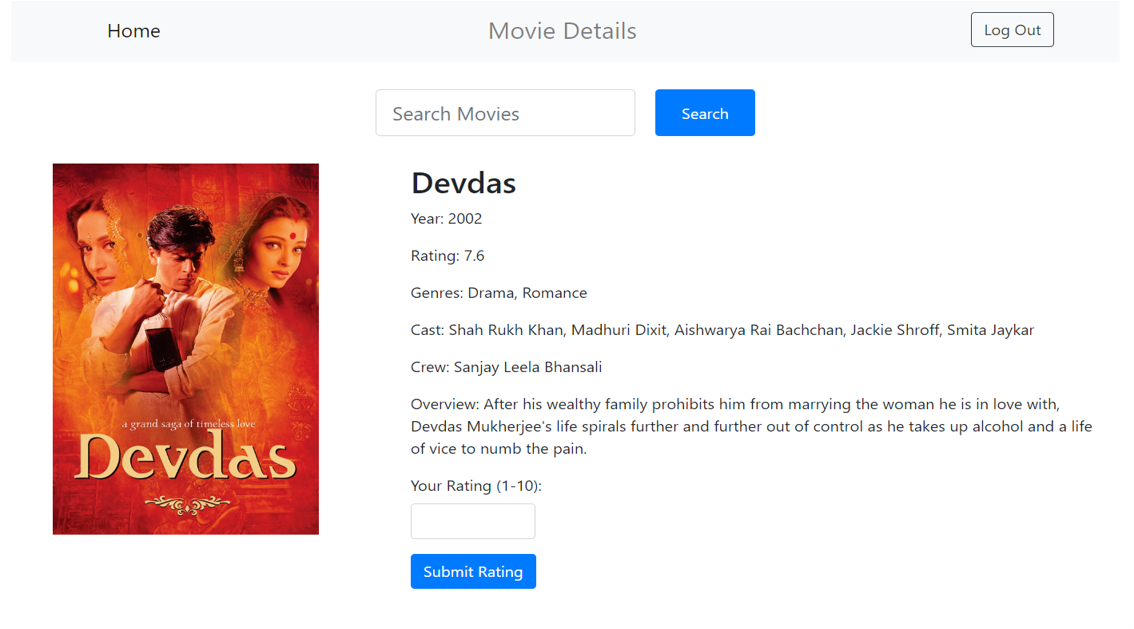 Home
Movie Details
Log Out
Search Movies
Search
a grand saga of timeless love
Devdas
Devdas
Year: 2002
Rating: 7.6
Genres: Drama, Romance
Cast: Shah Rukh Khan, Madhuri Dixit, Aishwarya Rai Bachchan, Jackie Shroff, Smita Jaykar
Crew: Sanjay Leela Bhansali
Overview: After his wealthy family prohibits him from marrying the woman he is in love with,
Devdas Mukherjee's life spirals further and further out of control as he takes up alcohol and a life
of vice to numb the pain.
Your Rating (1-10):
Submit Rating